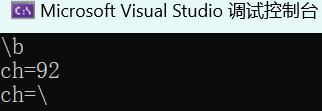 Microsoft Visual Studio 调试控制台
\b
ch=92
ch=\